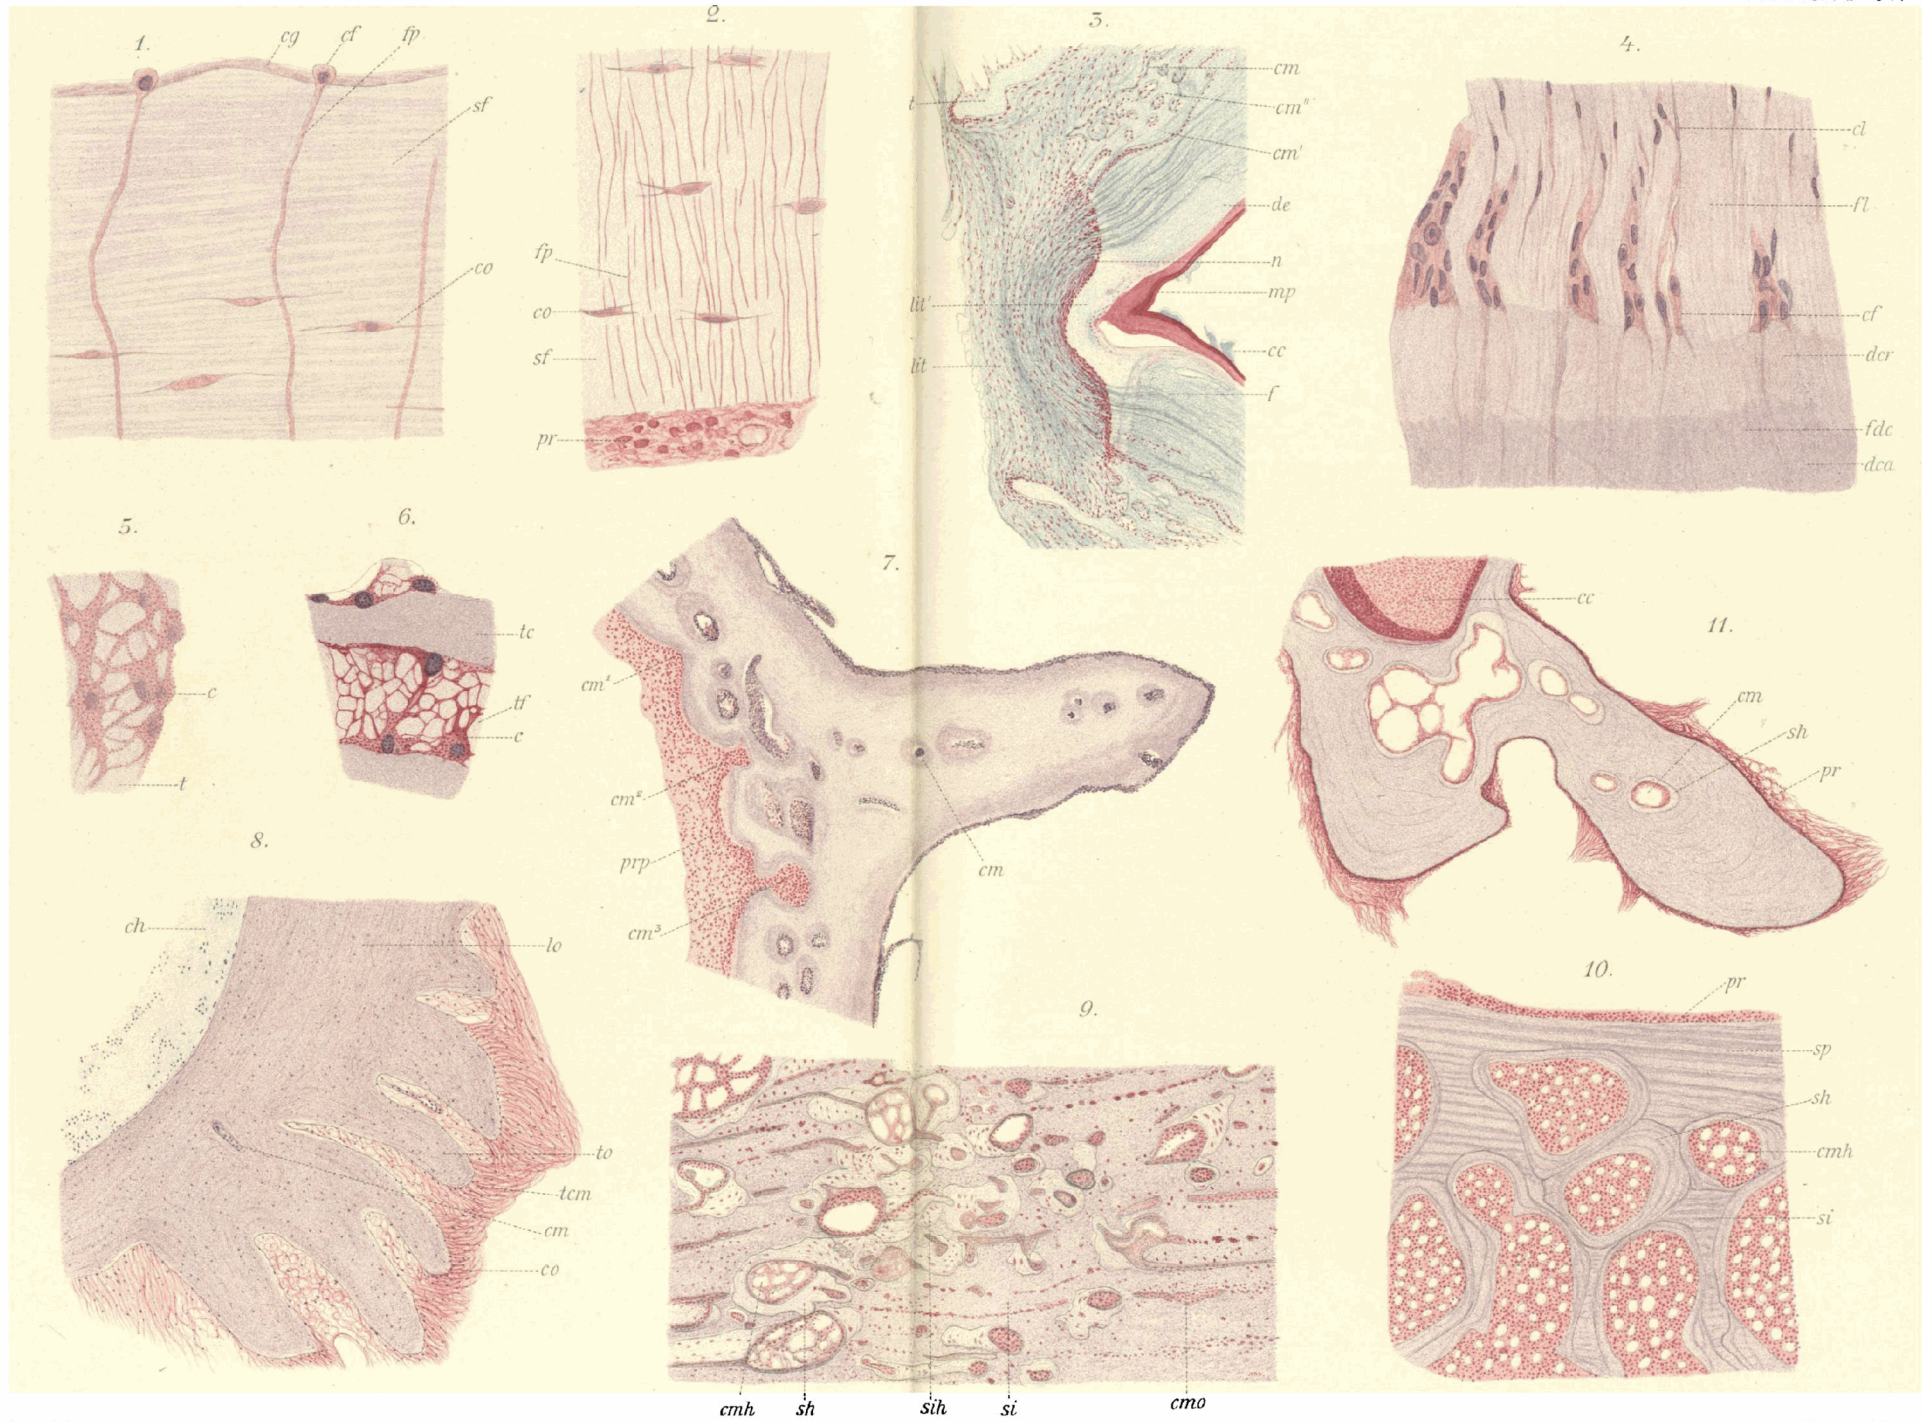 1.
cg
cf
fp
sf
co
2.
fp
co
sf
pr
3.
t
cm
cm"
cm'
de
n
mp
lit'
lit
cc
f
4.
cl
fl
cf
dcr
fdc
dca
5.
c
t
6.
tc
tf
c
7.
cm¹
cm²
prp
cm³
cm
11.
cc
cm
sh
pr
8.
ch
lo
to
tcm
cm
co
9.
cmh sh sih si cmo
10.
pr
sp
sh
cmh
si